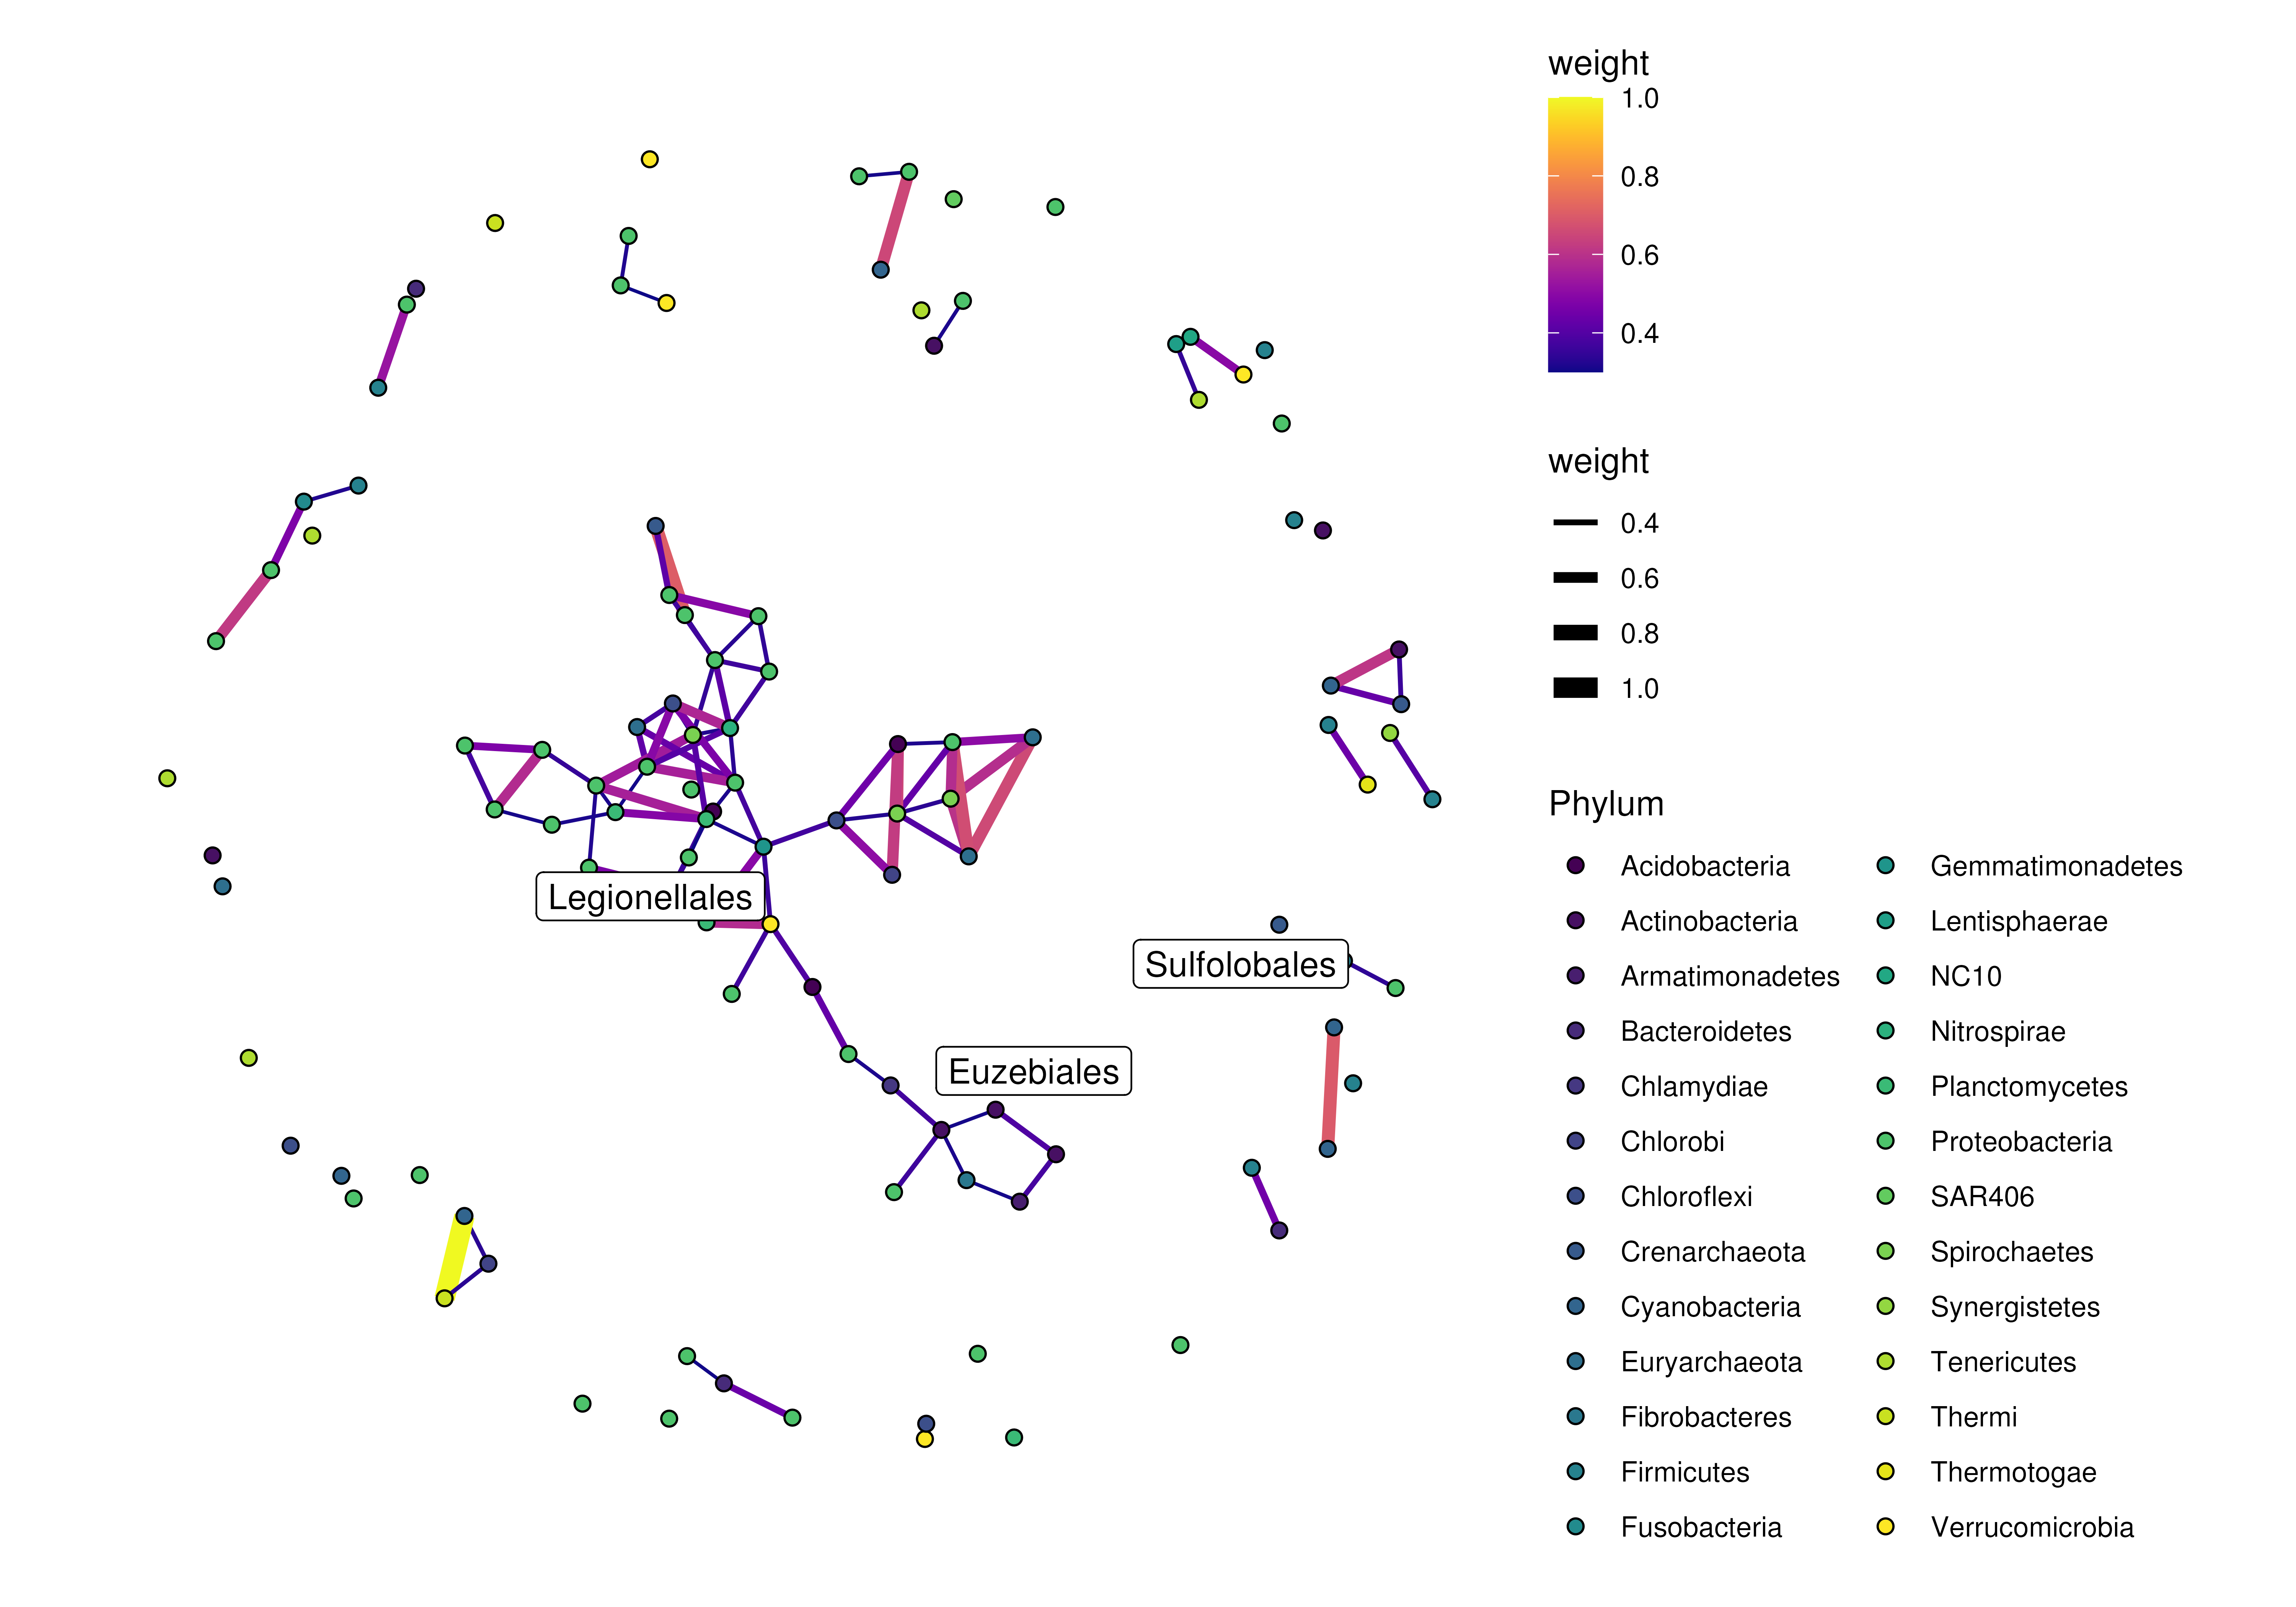 weight
1.0
0.8
0.6
0.4
weight
0.4
0.6
0.8
1.0
Legionellales
Sulfolobales
Euzebiales
Phylum
Acidobacteria
Actinobacteria
Armatimonadetes
Bacteroidetes
Chlamydiae
Chlorobi
Chloroflexi
Crenarchaeota
Cyanobacteria
Euryarchaeota
Fibrobacteres
Firmicutes
Fusobacteria
Gemmatimonadetes
Lentisphaerae
NC10
Nitrospirae
Planctomycetes
Proteobacteria
SAR406
Spirochaetes
Synergistetes
Tenericutes
Thermi
Thermotogae
Verrucomicrobia